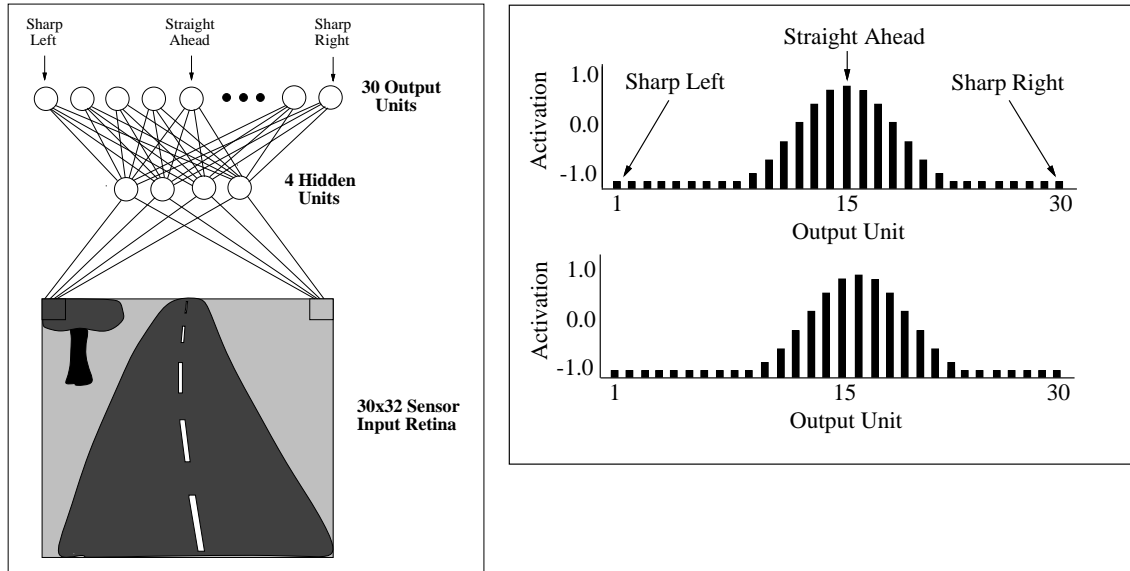 Sharp
Left
Straight
Ahead
Sharp
Right
30 Output
Units
4 Hidden
Units
30x32 Sensor
Input Retina
Straight Ahead
Sharp Left
Sharp Right
Activation
1.0
0.0
-1.0
1
15
30
Output Unit
Activation
1.0
0.0
-1.0
1
15
30
Output Unit